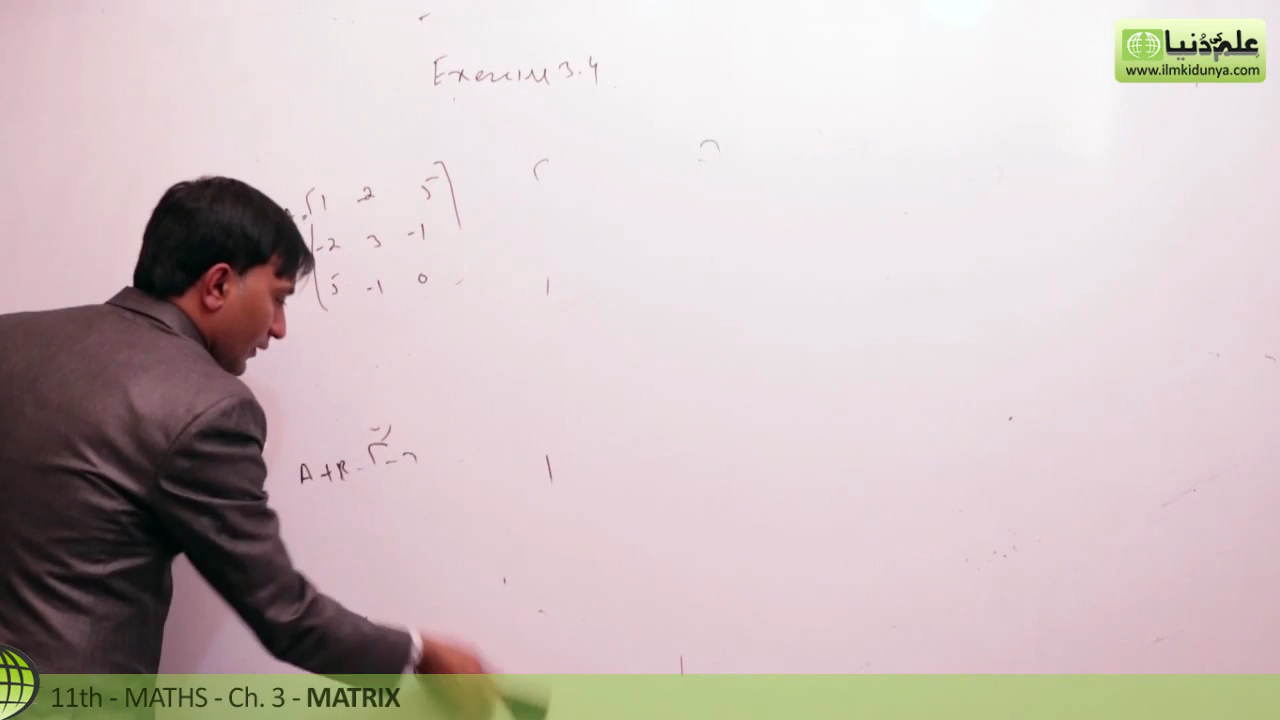 علم کی دُنیا
www.ilmkidunya.com
Exercise 3.4
1 -2 5
-2 3 -1
5 -1 0
A+B =
11th - MATHS - Ch. 3 - MATRIX